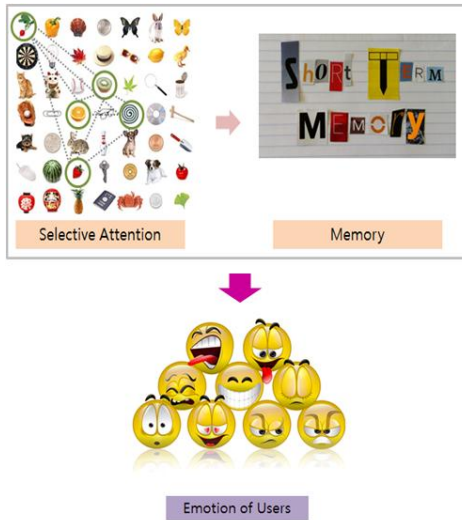 Short Term
Memory
Selective Attention
Memory
Emotion of Users